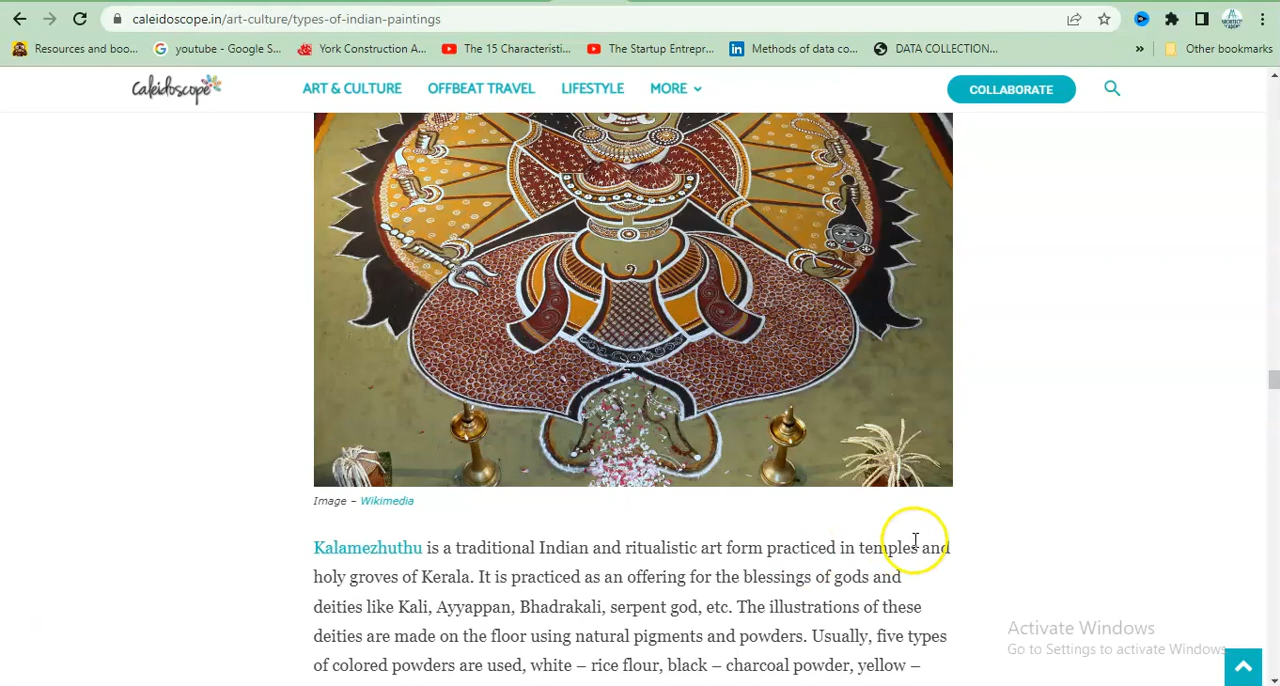 caleidoscope.in/art-culture/types-of-indian-paintings
Resources and boo...
youtube - Google S...
York Construction A...
The 15 Characteristi...
The Startup Entrepr...
Methods of data co...
DATA COLLECTION...
»
Other bookmarks
caleidoscope
ART & CULTURE
OFFBEAT TRAVEL
LIFESTYLE
MORE
COLLABORATE
Image – Wikimedia
Kalamezhuthu is a traditional Indian and ritualistic art form practiced in temples and
holy groves of Kerala. It is practiced as an offering for the blessings of gods and
deities like Kali, Ayyappan, Bhadrakali, serpent god, etc. The illustrations of these
deities are made on the floor using natural pigments and powders. Usually, five types
of colored powders are used, white – rice flour, black – charcoal powder, yellow –
Activate Windows
Go to Settings to activate Windows.